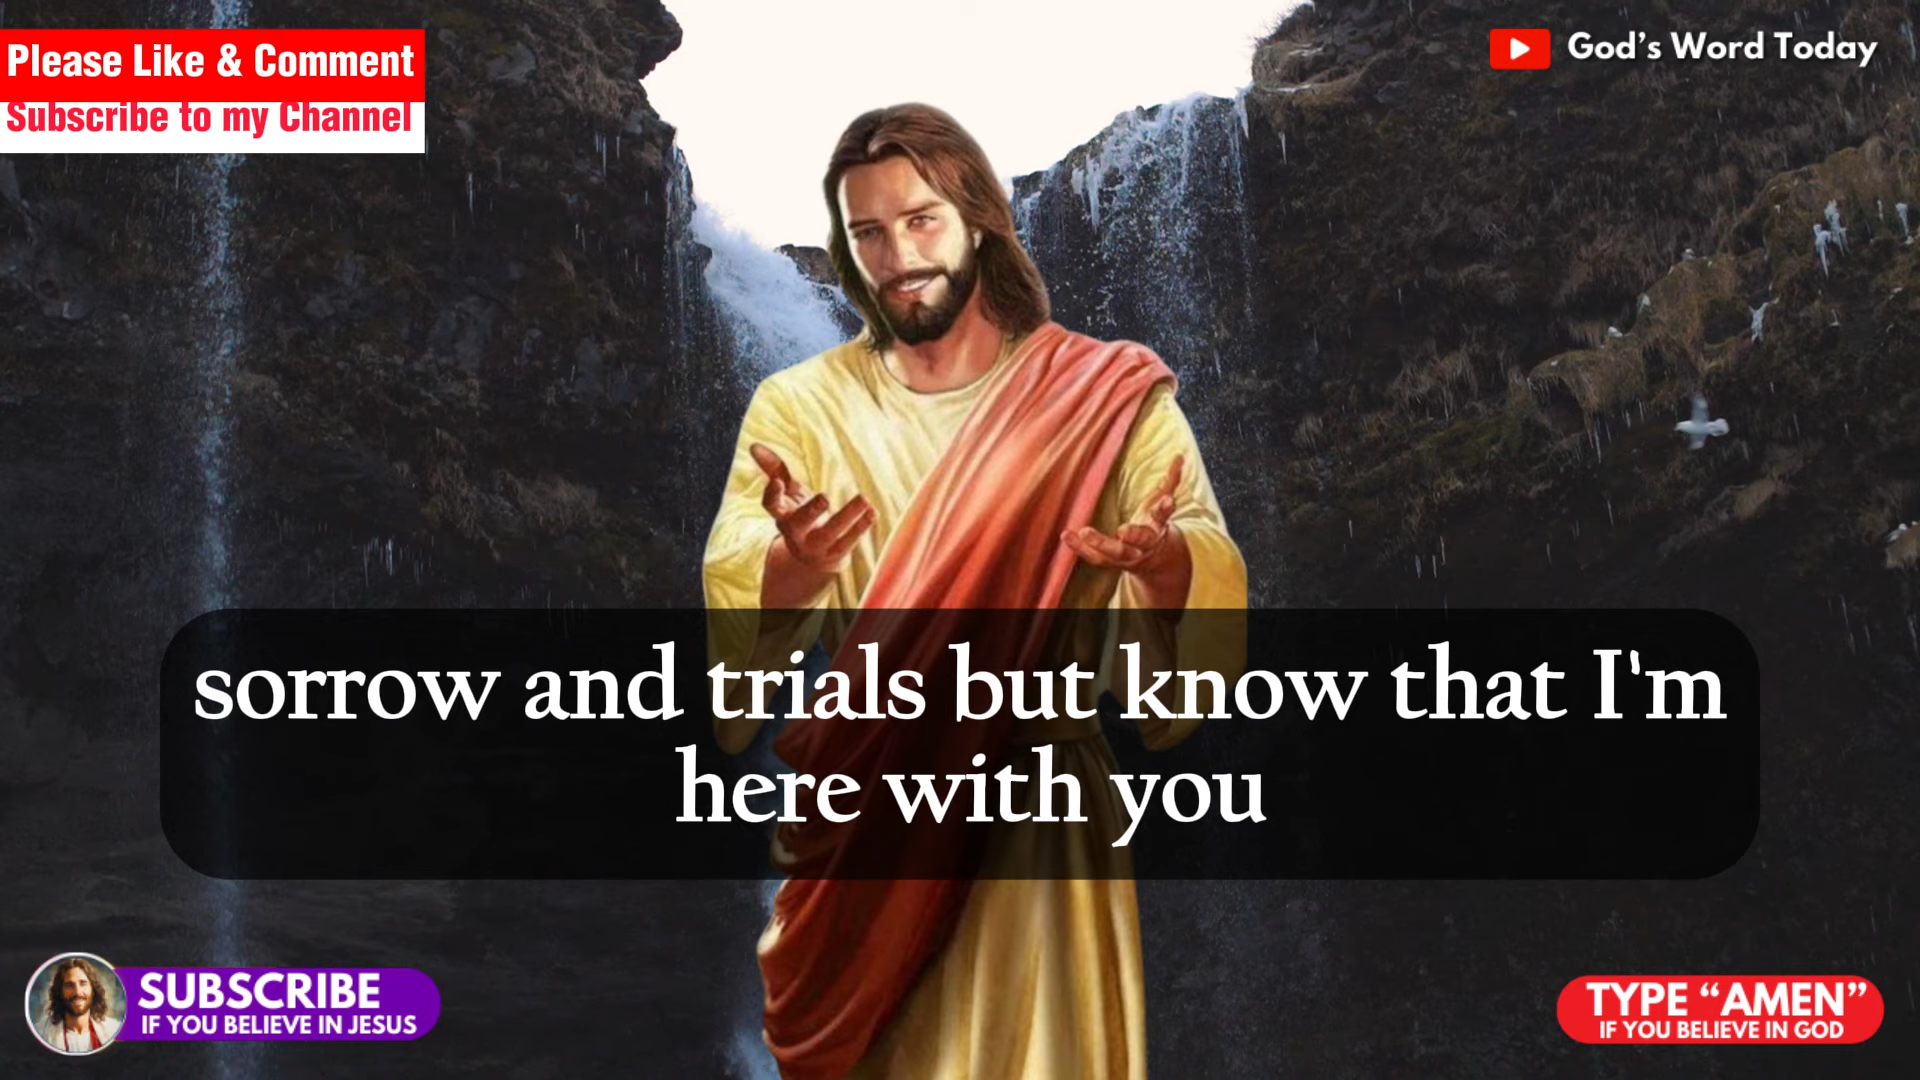 Please Like & Comment
Subscribe to my Channel
God's Word Today
sorrow and trials but know that I'm
here with you
SUBSCRIBE
IF YOU BELIEVE IN JESUS
TYPE “AMEN”
IF YOU BELIEVE IN GOD